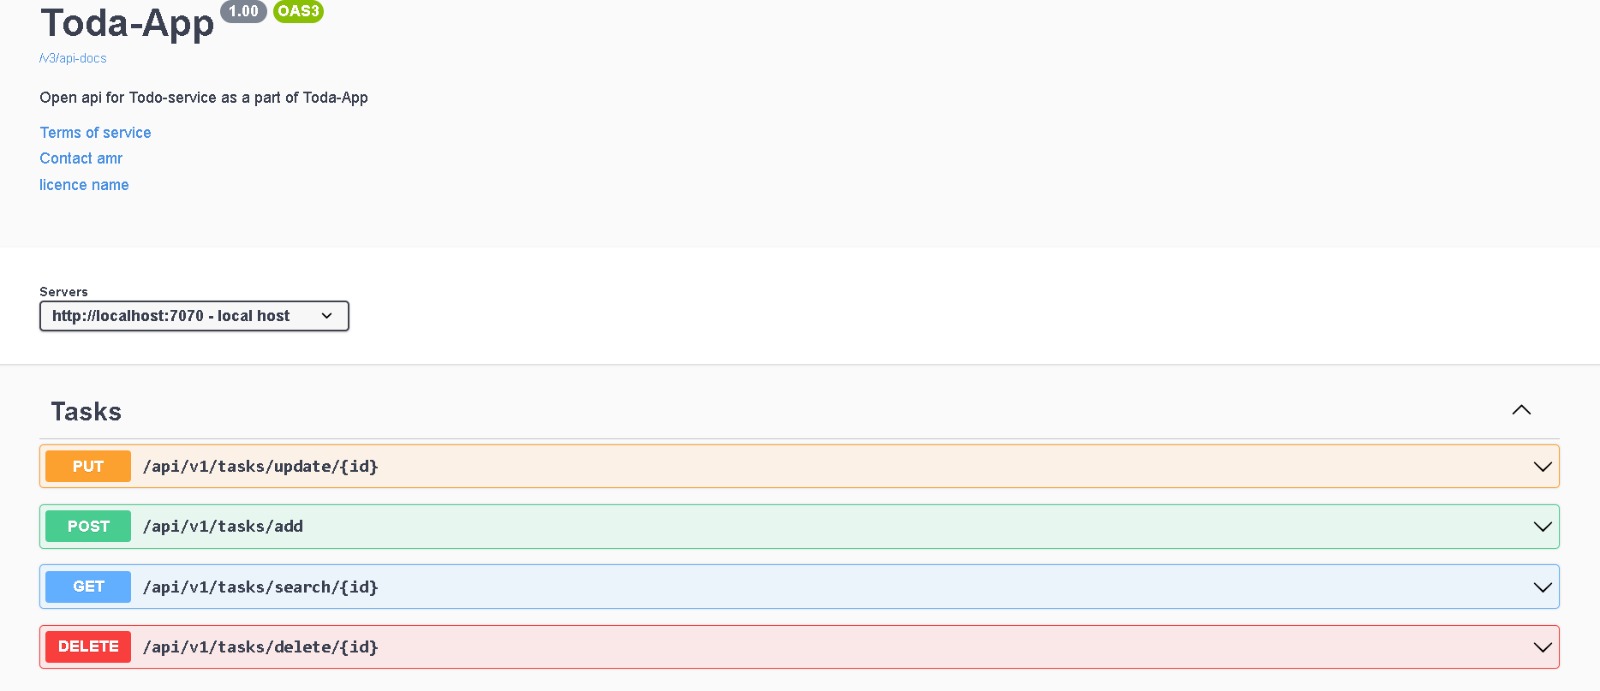 Toda-App 1.00 OAS3
/v3/api-docs
Open api for Todo-service as a part of Toda-App
Terms of service
Contact amr
licence name
Servers
http://localhost:7070 - local host
Tasks
PUT /api/v1/tasks/update/{id}
POST /api/v1/tasks/add
GET /api/v1/tasks/search/{id}
DELETE /api/v1/tasks/delete/{id}